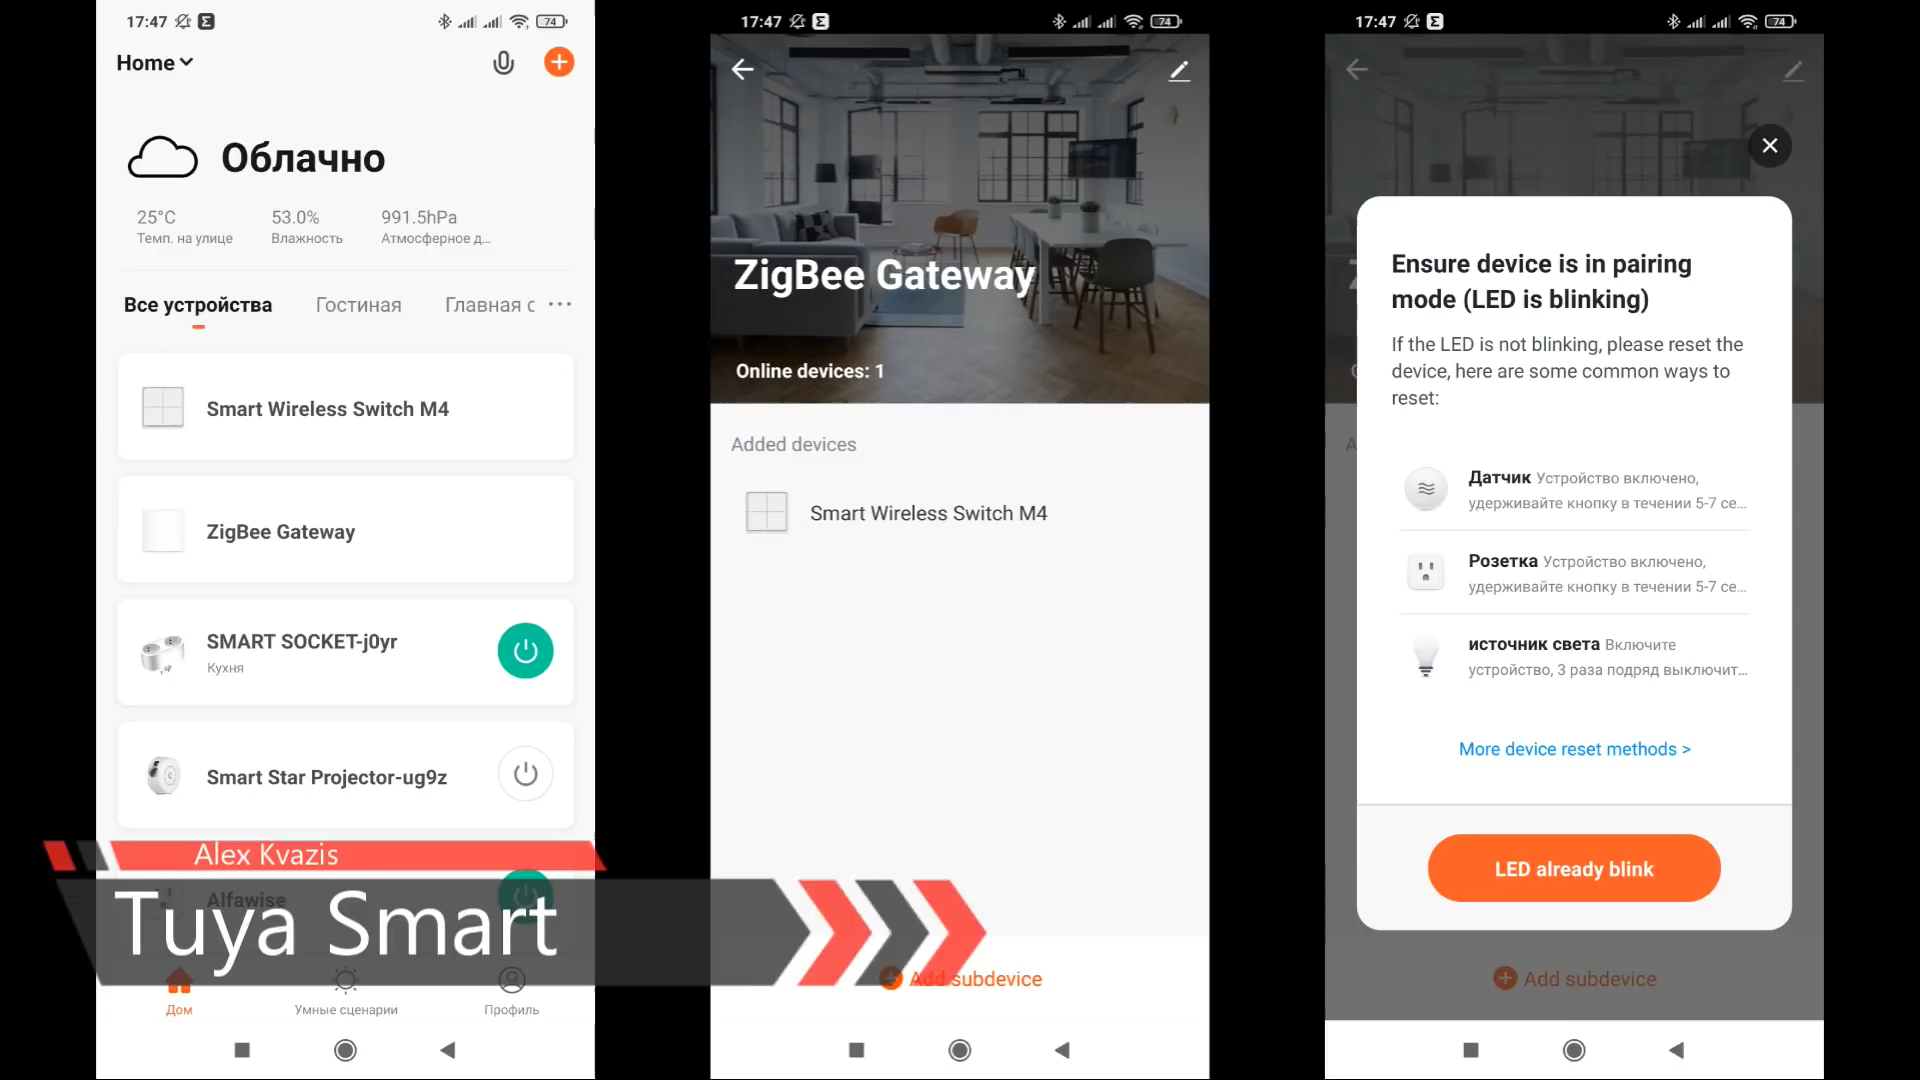 17:47
74
Home
Облачно
25°C
53.0%
991.5hPa
Темп. на улице
Влажность
Атмосферное д...
Все устройства
Гостиная
Главная с
Smart Wireless Switch M4
ZigBee Gateway
SMART SOCKET-j0yr
Кухня
Smart Star Projector-ug9z
Alex Kvazis
Alfawise
Tuya Smart
Дом
Умные сценарии
Профиль
17:47
74
ZigBee Gateway
Online devices: 1
Added devices
Smart Wireless Switch M4
Add subdevice
17:47
74
Ensure device is in pairing
mode (LED is blinking)
If the LED is not blinking, please reset the
device, here are some common ways to
reset:
Датчик Устройство включено,
удерживайте кнопку в течении 5-7 се...
Розетка Устройство включено,
удерживайте кнопку в течении 5-7 се...
источник света Включите
устройство, 3 раза подряд выключит...
More device reset methods >
LED already blink
Add subdevice